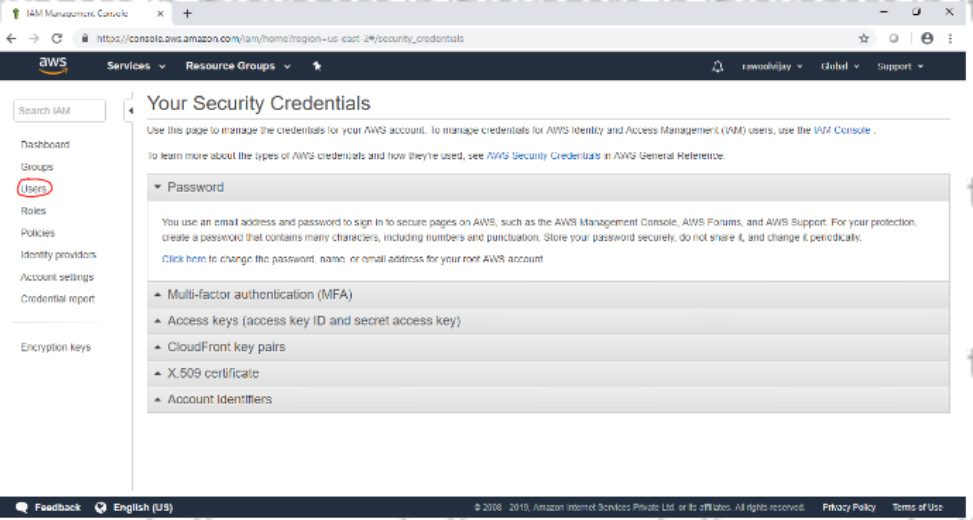 IAM Management Console
https://console.aws.amazon.com/iam/home?region=us-east-2#/security_credentials
aws Services Resource Groups rawoolvijay Global Support
Search IAM
Dashboard
Groups
Users
Roles
Policies
Identity providers
Account settings
Credential report
Encryption keys
Your Security Credentials
Use this page to manage the credentials for your AWS account. To manage credentials for AWS Identity and Access Management (IAM) users, use the IAM Console .
To learn more about the types of AWS credentials and how they're used, see AWS Security Credentials in AWS General Reference.
Password
You use an email address and password to sign in to secure pages on AWS, such as the AWS Management Console, AWS Forums, and AWS Support. For your protection,
create a password that contains many characters, including numbers and punctuation. Store your password securely, do not share it, and change it periodically.
Click here to change the password, name, or email address for your root AWS account
Multi-factor authentication (MFA)
Access keys (access key ID and secret access key)
CloudFront key pairs
X.509 certificate
Account Identifiers
Feedback English (US) © 2008 - 2019, Amazon Internet Services Private Ltd. or its affiliates. All rights reserved. Privacy Policy Terms of Use